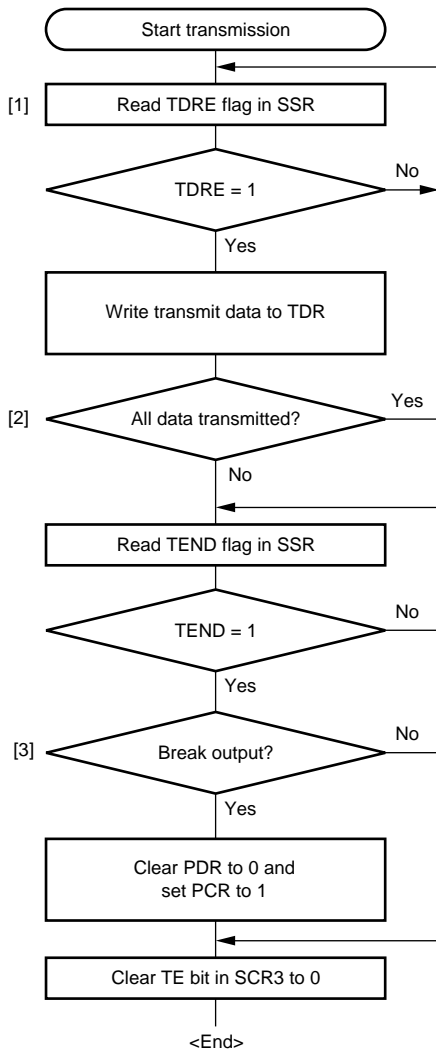 Start transmission
[1]
Read TDRE flag in SSR
No
TDRE = 1
Yes
Write transmit data to TDR
[2]
All data transmitted?
Yes
No
Read TEND flag in SSR
No
TEND = 1
Yes
[3]
No
Break output?
Yes
Clear PDR to 0 and
set PCR to 1
Clear TE bit in SCR3 to 0
<End>